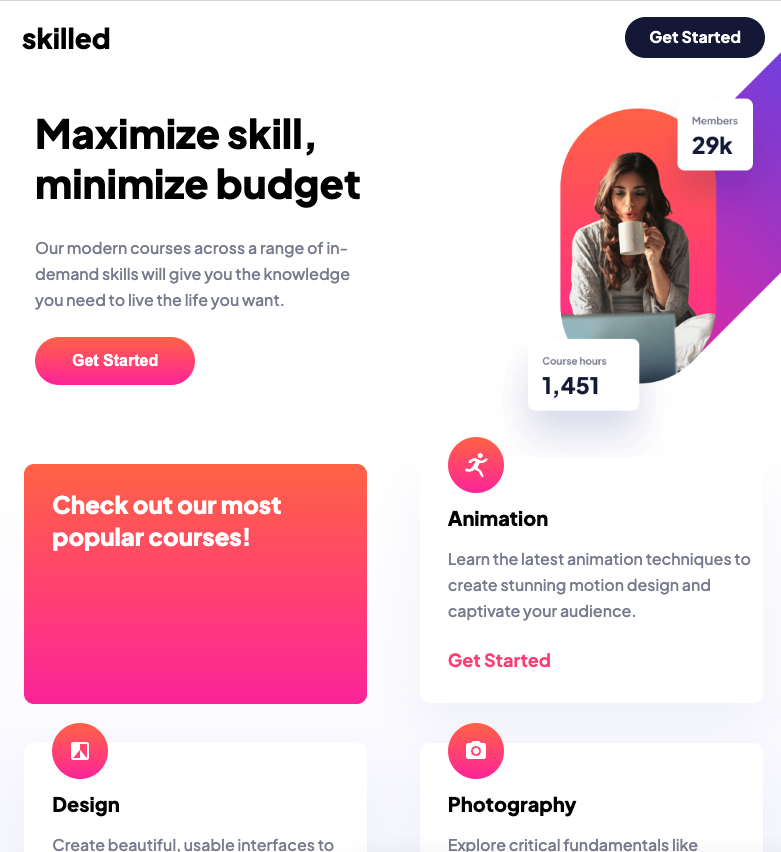 skilled
Get Started
Maximize skill,
minimize budget
Our modern courses across a range of in-
demand skills will give you the knowledge
you need to live the life you want.
Get Started
Members
29k
Course hours
1,451
Check out our most
popular courses!
Animation
Learn the latest animation techniques to
create stunning motion design and
captivate your audience.
Get Started
Design
Create beautiful, usable interfaces to
Photography
Explore critical fundamentals like